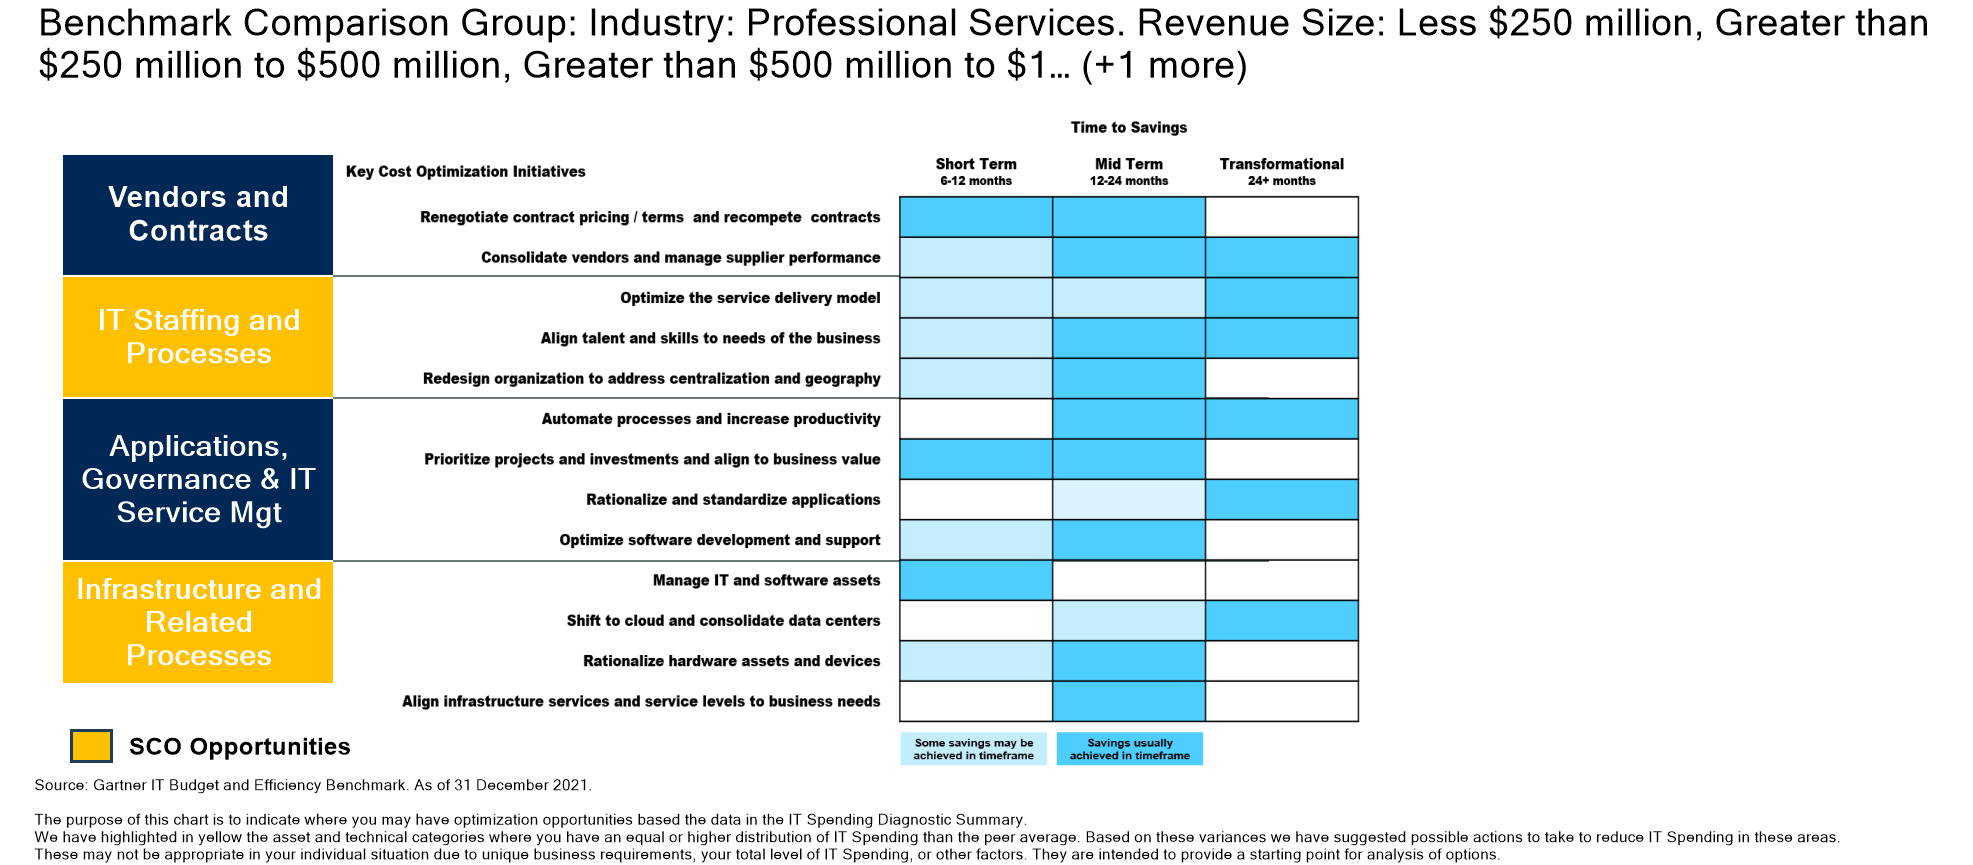 Benchmark Comparison Group: Industry: Professional Services. Revenue Size: Less $250 million, Greater than
$250 million to $500 million, Greater than $500 million to $1... (+1 more)
Time to Savings
Key Cost Optimization Initiatives
Short Term
6-12 months
Mid Term
12-24 months
Transformational
24+ months
Vendors and
Contracts
Renegotiate contract pricing / terms and recompete contracts
Consolidate vendors and manage supplier performance
IT Staffing and
Processes
Optimize the service delivery model
Align talent and skills to needs of the business
Redesign organization to address centralization and geography
Applications,
Governance & IT
Service Mgt
Automate processes and increase productivity
Prioritize projects and investments and align to business value
Rationalize and standardize applications
Optimize software development and support
Infrastructure and
Related
Processes
Manage IT and software assets
Shift to cloud and consolidate data centers
Rationalize hardware assets and devices
Align infrastructure services and service levels to business needs
SCO Opportunities
Some savings may be
achieved in timeframe
Savings usually
achieved in timeframe
Source: Gartner IT Budget and Efficiency Benchmark. As of 31 December 2021.
The purpose of this chart is to indicate where you may have optimization opportunities based the data in the IT Spending Diagnostic Summary.
We have highlighted in yellow the asset and technical categories where you have an equal or higher distribution of IT Spending than the peer average. Based on these variances we have suggested possible actions to take to reduce IT Spending in these areas.
These may not be appropriate in your individual situation due to unique business requirements, your total level of IT Spending, or other factors. They are intended to provide a starting point for analysis of options.